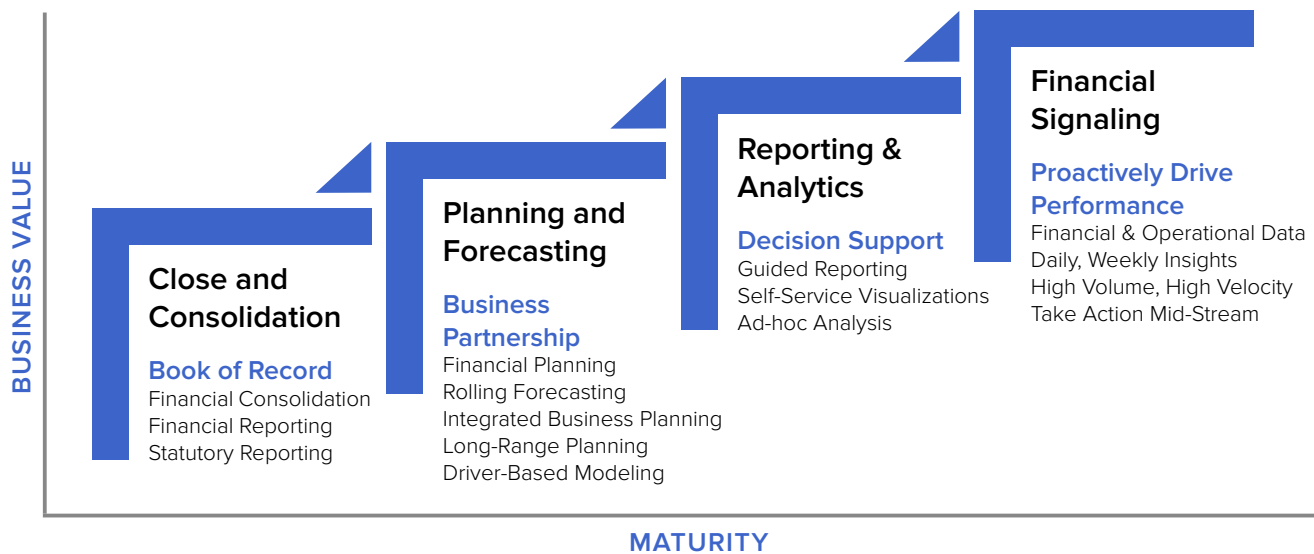 BUSINESS VALUE
Close and
Consolidation
Book of Record
Financial Consolidation
Financial Reporting
Statutory Reporting
Planning and
Forecasting
Business
Partnership
Financial Planning
Rolling Forecasting
Integrated Business Planning
Long-Range Planning
Driver-Based Modeling
Reporting &
Analytics
Decision Support
Guided Reporting
Self-Service Visualizations
Ad-hoc Analysis
Financial
Signaling
Proactively Drive
Performance
Financial & Operational Data
Daily, Weekly Insights
High Volume, High Velocity
Take Action Mid-Stream
MATURITY